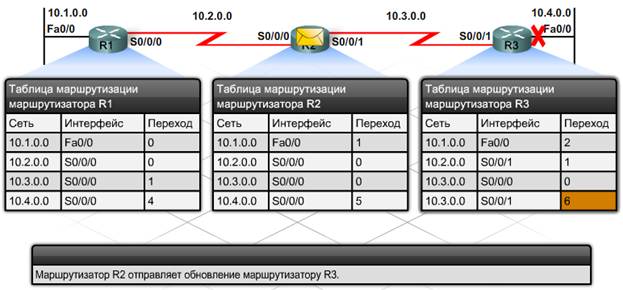 10.1.0.0
10.2.0.0
10.3.0.0
10.4.0.0
Fa0/0
R1
S0/0/0
S0/0/0
R2
S0/0/1
S0/0/1
R3
Fa0/0
Таблица маршрутизации
маршрутизатора R1
Сеть Интерфейс Переход
10.1.0.0 Fa0/0 0
10.2.0.0 S0/0/0 0
10.3.0.0 S0/0/0 1
10.4.0.0 S0/0/0 4
Таблица маршрутизации
маршрутизатора R2
Сеть Интерфейс Переход
10.1.0.0 Fa0/0 1
10.2.0.0 S0/0/0 0
10.3.0.0 S0/0/0 0
10.4.0.0 S0/0/0 5
Таблица маршрутизации
маршрутизатора R3
Сеть Интерфейс Переход
10.1.0.0 Fa0/0 2
10.2.0.0 S0/0/1 1
10.3.0.0 S0/0/0 0
10.3.0.0 S0/0/1 6
Маршрутизатор R2 отправляет обновление маршрутизатору R3.